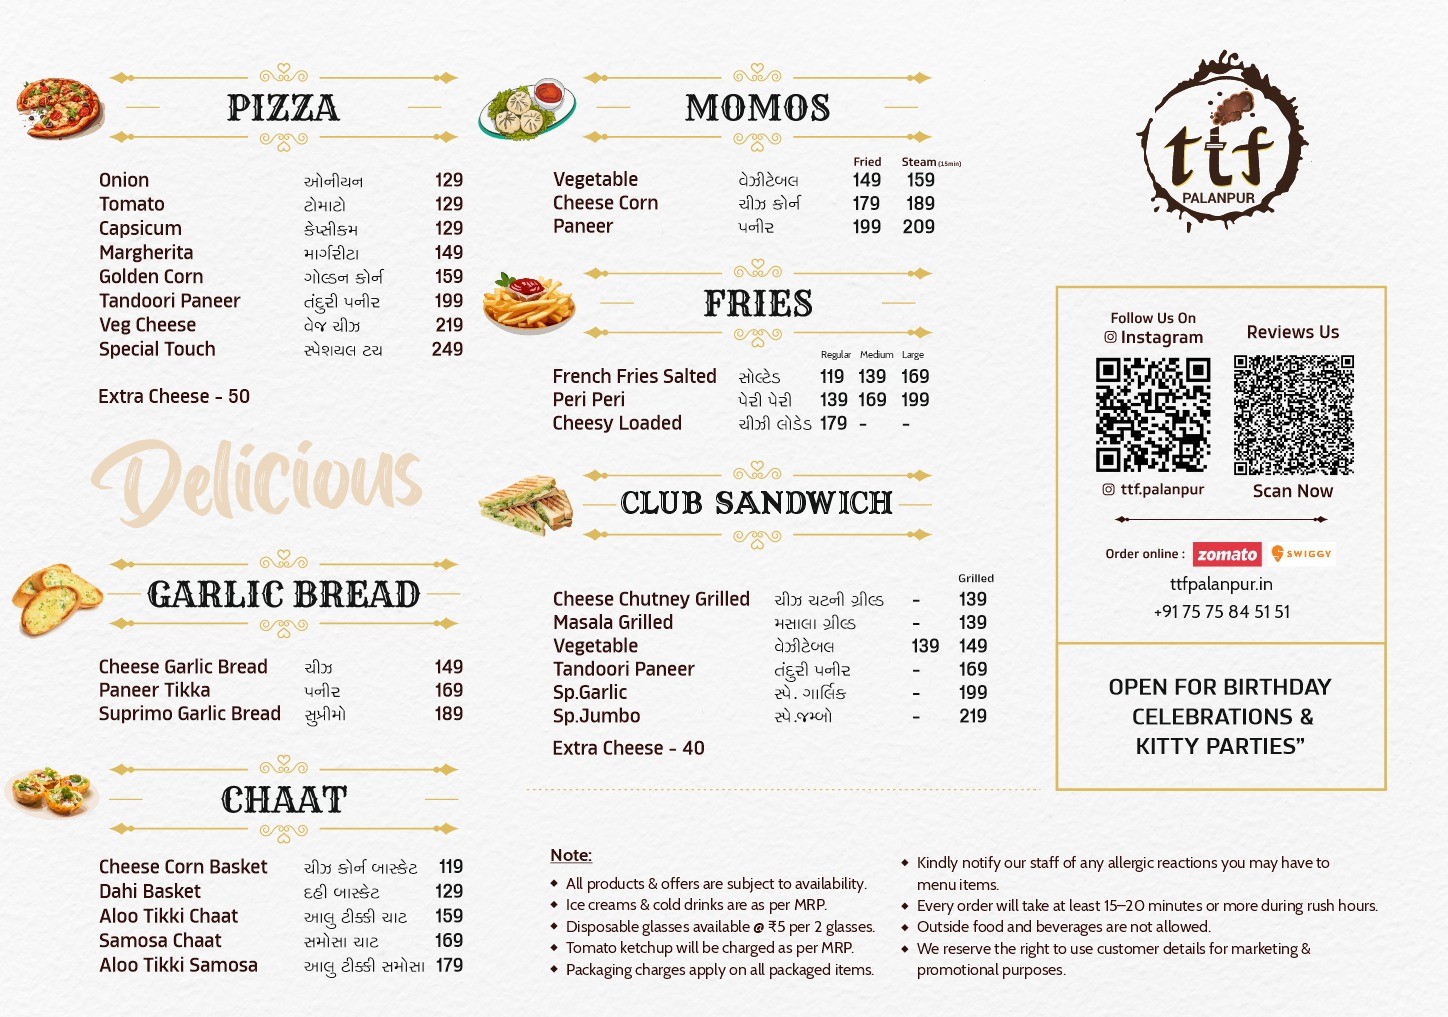 PIZZA
Onion ઓનીયન 129
Tomato ટોમાટો 129
Capsicum કેપ્સીકમ 129
Margherita માર્ગરીટા 149
Golden Corn ગોલ્ડન કોર્ન 159
Tandoori Paneer તંદુરી પનીર 199
Veg Cheese વેજ ચીઝ 219
Special Touch સ્પેશયલ ટચ 249
Extra Cheese - 50
Delicious
GARLIC BREAD
Cheese Garlic Bread ચીઝ 149
Paneer Tikka પનીર 169
Suprimo Garlic Bread સુપ્રીમો 189
CHAAT
Cheese Corn Basket ચીઝ કોર્ન બાસ્કેટ 119
Dahi Basket દહી બાસ્કેટ 129
Aloo Tikki Chaat આલુ ટીક્કી ચાટ 159
Samosa Chaat સમોસા ચાટ 169
Aloo Tikki Samosa આલુ ટીક્કી સમોસા 179
MOMOS
Fried Steam (15min)
Vegetable વેઝીટેબલ 149 159
Cheese Corn ચીઝ કોર્ન 179 189
Paneer પનીર 199 209
FRIES
Regular Medium Large
French Fries Salted સોલ્ટેડ 119 139 169
Peri Peri પેરી પેરી 139 169 199
Cheesy Loaded ચીઝી લોડેડ 179 - -
CLUB SANDWICH
Grilled
Cheese Chutney Grilled ચીઝ ચટની ગ્રીલ્ડ - 139
Masala Grilled મસાલા ગ્રીલ્ડ - 139
Vegetable વેઝીટેબલ 139 149
Tandoori Paneer તંદુરી પનીર - 169
Sp.Garlic સ્પે. ગાર્લિક - 199
Sp.Jumbo સ્પે.જમ્બો - 219
Extra Cheese - 40
Note:
◆ All products & offers are subject to availability.
◆ Ice creams & cold drinks are as per MRP.
◆ Disposable glasses available @ ₹5 per 2 glasses.
◆ Tomato ketchup will be charged as per MRP.
◆ Packaging charges apply on all packaged items.
◆ Kindly notify our staff of any allergic reactions you may have to
menu items.
◆ Every order will take at least 15–20 minutes or more during rush hours.
◆ Outside food and beverages are not allowed.
◆ We reserve the right to use customer details for marketing &
promotional purposes.
ttf
PALANPUR
Follow Us On
Instagram
ttf.palanpur
Reviews Us
Scan Now
Order online : zomato SWIGGY
ttfpalanpur.in
+91 75 75 84 51 51
OPEN FOR BIRTHDAY
CELEBRATIONS &
KITTY PARTIES”